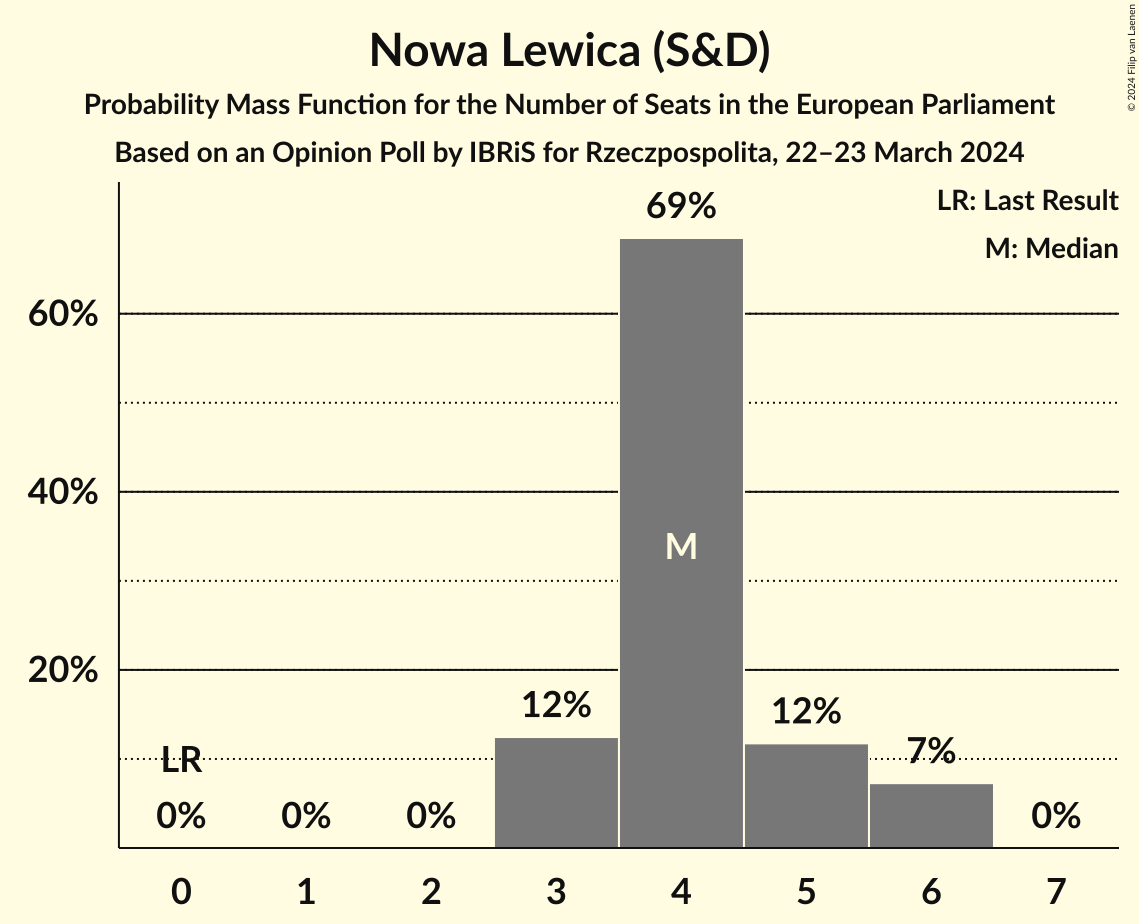 Nowa Lewica (S&D)
Probability Mass Function for the Number of Seats in the European Parliament
Based on an Opinion Poll by IBRiS for Rzeczpospolita, 22–23 March 2024
© 2024 Filip van Laenen
LR: Last Result
M: Median
69%
60%
40%
M
20%
12%
12%
7%
LR
0%
0%
0%
0%
0
1
2
3
4
5
6
7